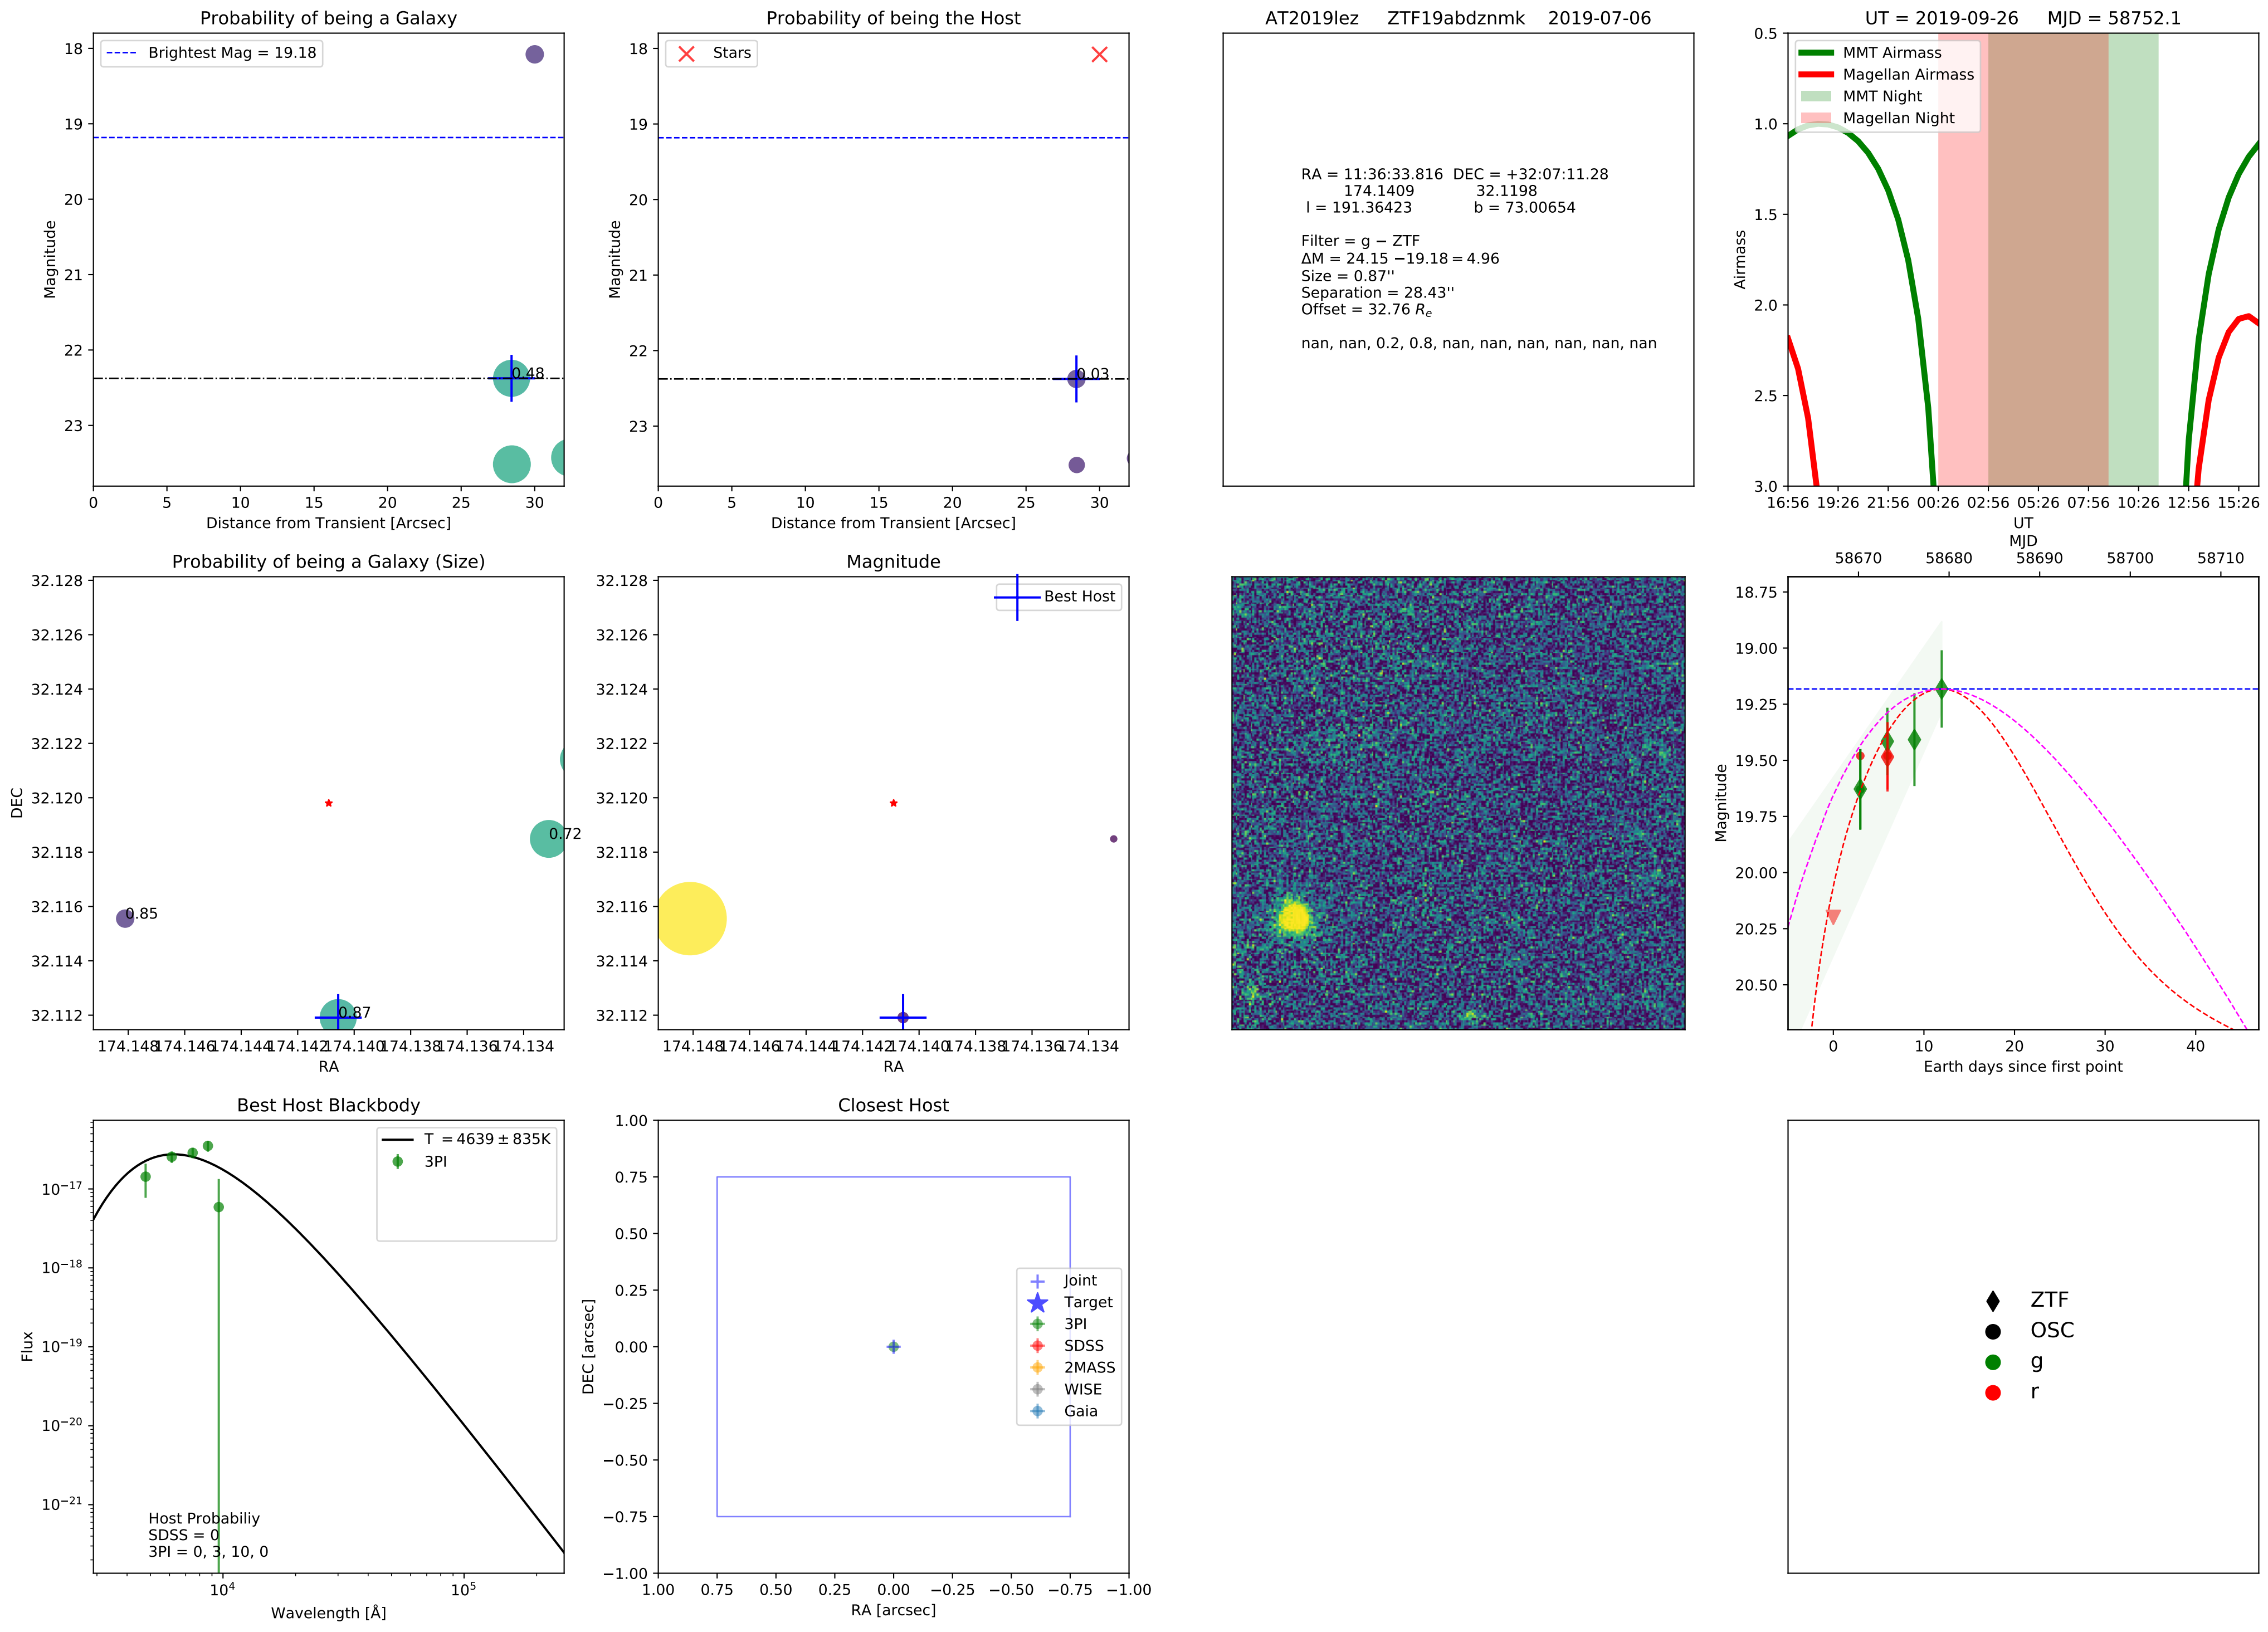 Probability of being a Galaxy
Brightest Mag = 19.18
0.48
18
19
20
21
22
23
Magnitude
0
5
10
15
20
25
30
Distance from Transient [Arcsec]
Probability of being the Host
Stars
0.03
18
19
20
21
22
23
Magnitude
0
5
10
15
20
25
30
Distance from Transient [Arcsec]
AT2019lez ZTF19abdznmk 2019-07-06
RA = 11:36:33.816 DEC = +32:07:11.28
174.1409 32.1198
l = 191.36423 b = 73.00654
Filter = g − ZTF
ΔM = 24.15 −19.18 = 4.96
Size = 0.87''
Separation = 28.43''
Offset = 32.76 Re
nan, nan, 0.2, 0.8, nan, nan, nan, nan, nan, nan
UT = 2019-09-26 MJD = 58752.1
MMT Airmass
Magellan Airmass
MMT Night
Magellan Night
0.5
1.0
1.5
2.0
2.5
3.0
Airmass
16:56 19:26 21:56 00:26 02:56 05:26 07:56 10:26 12:56 15:26
UT
Probability of being a Galaxy (Size)
0.72
0.85
0.87
32.128
32.126
32.124
32.122
32.120
32.118
32.116
32.114
32.112
DEC
174.148 174.146 174.144 174.142 174.140 174.138 174.136 174.134
RA
Magnitude
Best Host
32.128
32.126
32.124
32.122
32.120
32.118
32.116
32.114
32.112
174.148 174.146 174.144 174.142 174.140 174.138 174.136 174.134
RA
MJD
58670 58680 58690 58700 58710
18.75
19.00
19.25
19.50
19.75
20.00
20.25
20.50
Magnitude
0 10 20 30 40
Earth days since first point
Best Host Blackbody
T = 4639 ± 835K
3PI
10−17
10−18
10−19
10−20
10−21
Flux
Host Probabiliy
SDSS = 0
3PI = 0, 3, 10, 0
104 105
Wavelength [Å]
Closest Host
Joint
Target
3PI
SDSS
2MASS
WISE
Gaia
1.00
0.75
0.50
0.25
0.00
−0.25
−0.50
−0.75
−1.00
DEC [arcsec]
1.00 0.75 0.50 0.25 0.00 −0.25 −0.50 −0.75 −1.00
RA [arcsec]
ZTF
OSC
g
r